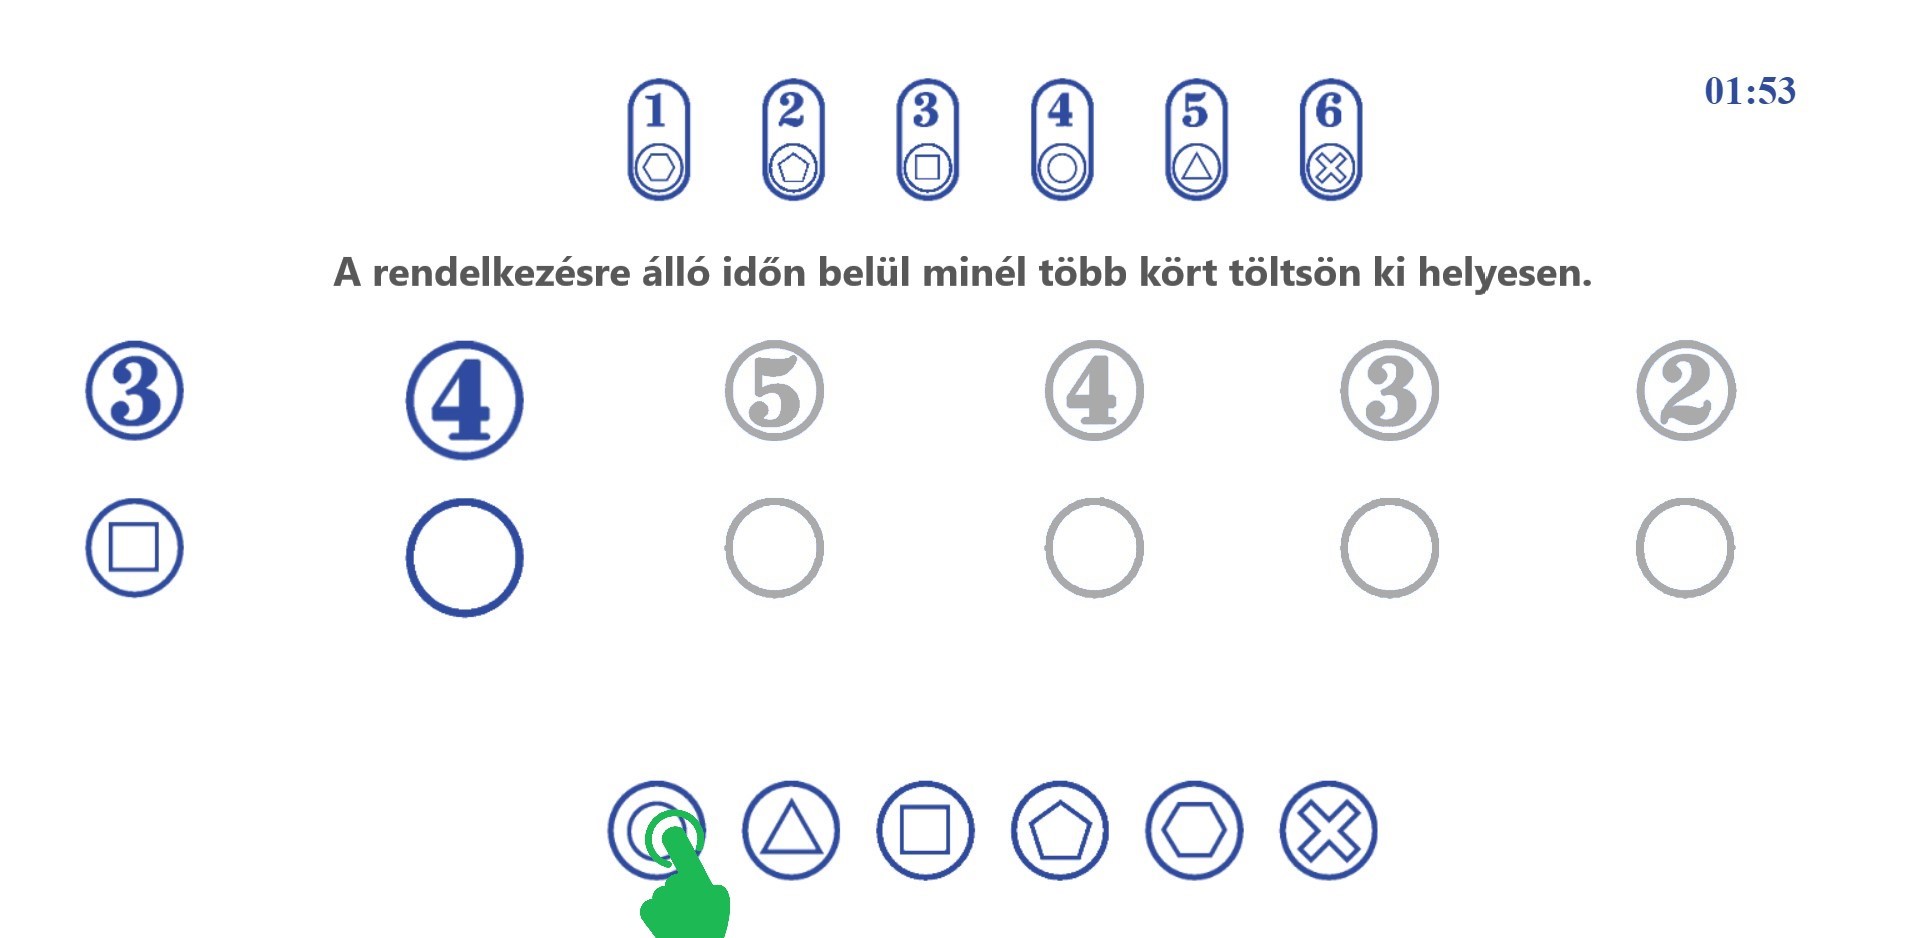 1 2 3 4 5 6
01:53
A rendelkezésre álló időn belül minél több kört töltsön ki helyesen.
3 4 5 4 3 2